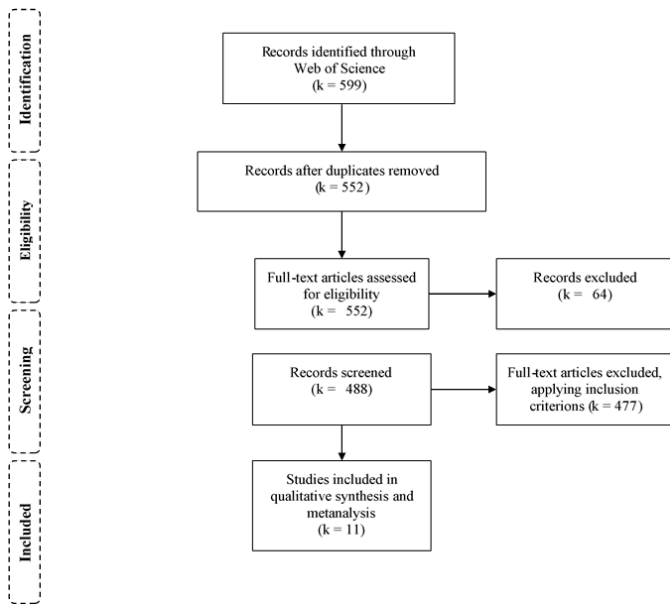 Identification
Records identified through
Web of Science
(k = 599)
Eligibility
Records after duplicates removed
(k = 552)
Full-text articles assessed
for eligibility
(k = 552)
Records excluded
(k = 64)
Screening
Records screened
(k = 488)
Full-text articles excluded,
applying inclusion
criterions (k = 477)
Included
Studies included in
qualitative synthesis and
metanalysis
(k = 11)